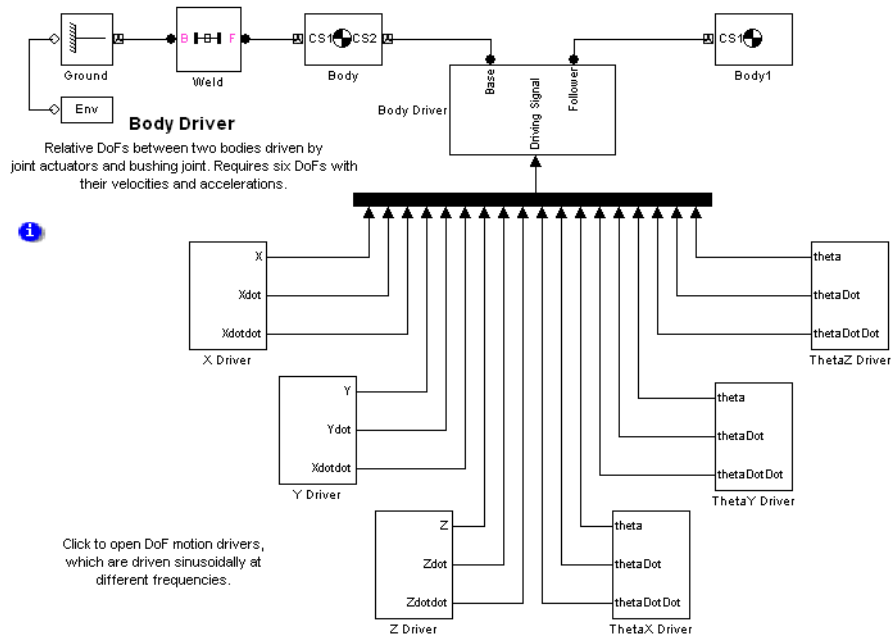 B
F
CS1
CS2
CS1
Ground
Weld
Body
Body1
Env
Base
Driving Signal
Follower
Body Driver
Body Driver
Relative DoFs between two bodies driven by
joint actuators and bushing joint. Requires six DoFs with
their velocities and accelerations.
i
X
Xdot
Xdotdot
X Driver
theta
thetaDot
thetaDotDot
ThetaZ Driver
Y
Ydot
Xdotdot
Y Driver
theta
thetaDot
thetaDotDot
ThetaY Driver
Click to open DoF motion drivers,
which are driven sinusoidally at
different frequencies.
Z
Zdot
Zdotdot
Z Driver
theta
thetaDot
thetaDotDot
ThetaX Driver